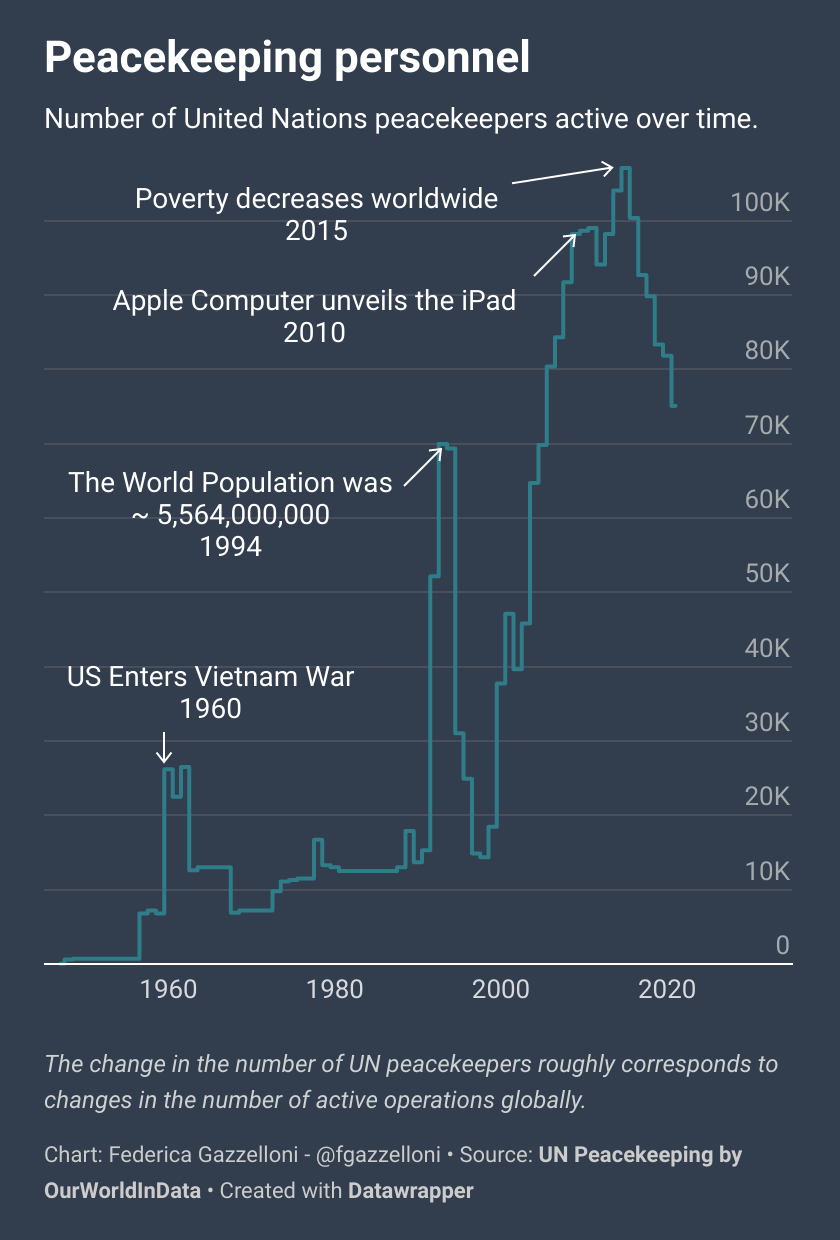 Peacekeeping personnel
Number of United Nations peacekeepers active over time.
Poverty decreases worldwide
2015
100K
Apple Computer unveils the iPad
2010
90K
80K
70K
The World Population was
~ 5,564,000,000
1994
60K
50K
US Enters Vietnam War
1960
40K
30K
20K
10K
0
1960
1980
2000
2020
The change in the number of UN peacekeepers roughly corresponds to
changes in the number of active operations globally.
Chart: Federica Gazzelloni - @fgazzelloni • Source: UN Peacekeeping by
OurWorldInData • Created with Datawrapper